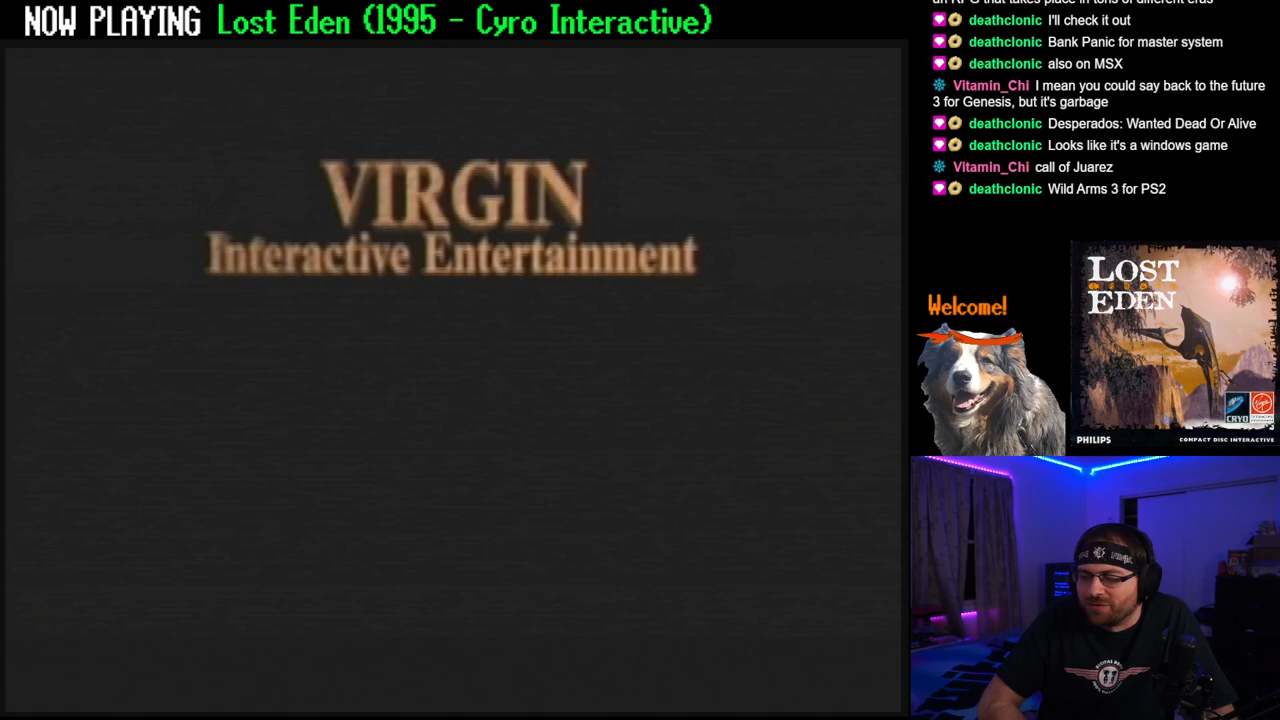 NOW PLAYING Lost Eden (1995 - Cyro Interactive)
deathclonic I'll check it out
deathclonic Bank Panic for master system
deathclonic also on MSX
Vitamin_Chi I mean you could say back to the future
3 for Genesis, but it's garbage
deathclonic Desperados: Wanted Dead Or Alive
deathclonic Looks like it's a windows game
Vitamin_Chi call of Juarez
deathclonic Wild Arms 3 for PS2
VIRGIN
Interactive Entertainment
Welcome!
LOST
EDEN
CRYO
Virgin
PHILIPS
COMPACT DISC INTERACTIVE